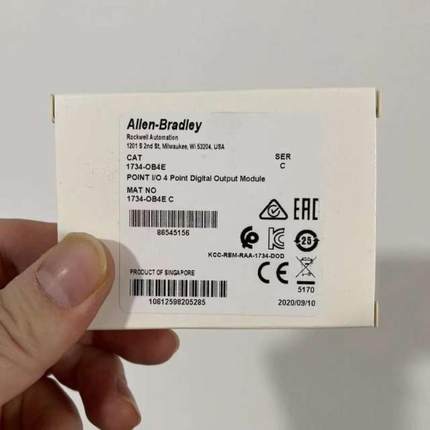 Allen-Bradley
Rockwell Automation
1201 S 2nd St, Milwaukee, WI 53204, USA
CAT SER
1734-OB4E C
POINT I/O 4 Point Digital Output Module
MAT NO
1734-OB4E C
EAC
86545156
25
KCC-REM-RAA-1734-DOD
PRODUCT OF SINGAPORE
CE
5170
10612598205285
2020/09/10